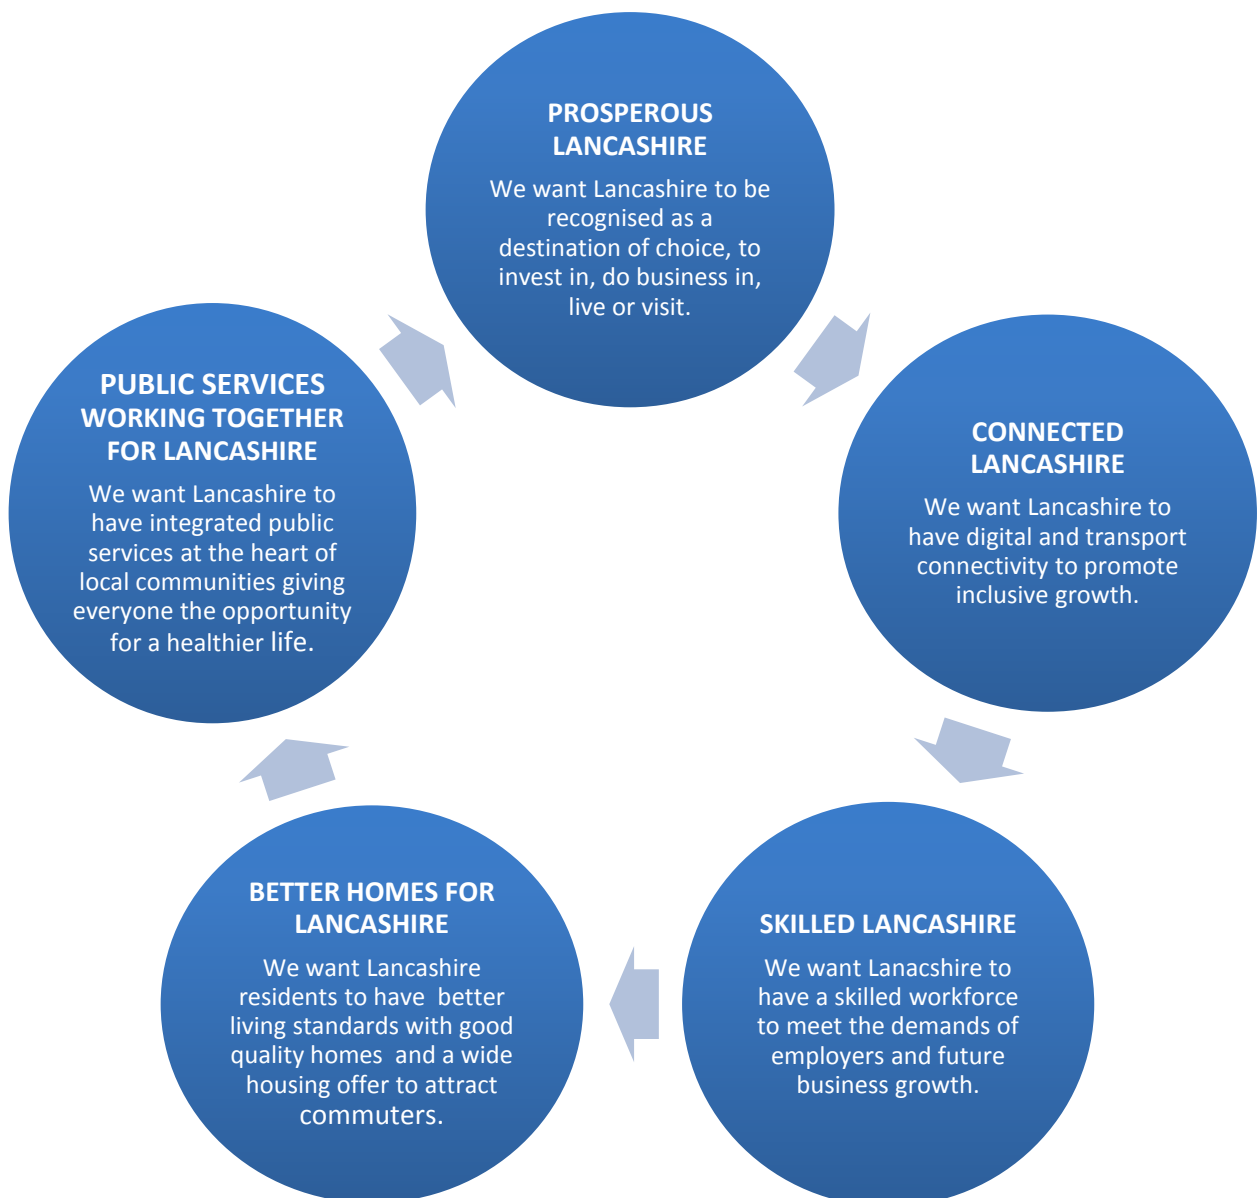 PROSPEROUS
LANCASHIRE
We want Lancashire to be
recognised as a
destination of choice, to
invest in, do business in,
live or visit.
CONNECTED
LANCASHIRE
We want Lancashire to
have digital and transport
connectivity to promote
inclusive growth.
SKILLED LANCASHIRE
We want Lanacshire to
have a skilled workforce
to meet the demands of
employers and future
business growth.
BETTER HOMES FOR
LANCASHIRE
We want Lancashire
residents to have  better
living standards with good
quality homes  and a wide
housing offer to attract
commuters.
PUBLIC SERVICES
WORKING TOGETHER
FOR LANCASHIRE
We want Lancashire to
have integrated public
services at the heart of
local communities giving
everyone the opportunity
for a healthier life.